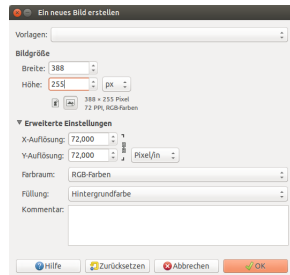 Ein neues Bild erstellen
Vorlagen:
Bildgröße
Breite: 388
Höhe: 255 px
388 × 255 Pixel
72 PPI, RGB-Farben
Erweiterte Einstellungen
X-Auflösung: 72,000
Y-Auflösung: 72,000 Pixel/in
Farbraum: RGB-Farben
Füllung: Hintergrundfarbe
Kommentar:
Hilfe Zurücksetzen Abbrechen OK